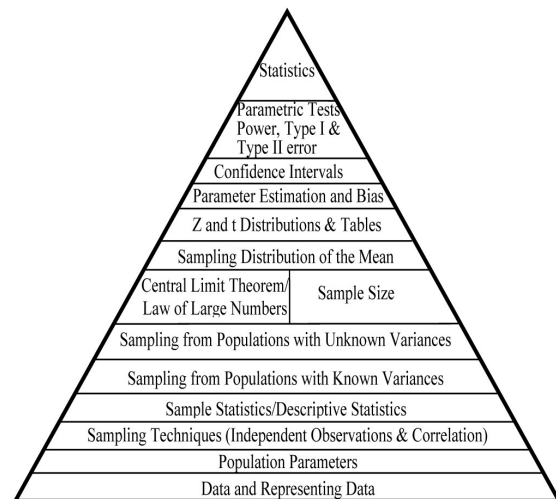 Statistics
Parametric Tests
Power, Type I &
Type II error
Confidence Intervals
Parameter Estimation and Bias
Z and t Distributions & Tables
Sampling Distribution of the Mean
Central Limit Theorem/
Law of Large Numbers
Sample Size
Sampling from Populations with Unknown Variances
Sampling from Populations with Known Variances
Sample Statistics/Descriptive Statistics
Sampling Techniques (Independent Observations & Correlation)
Population Parameters
Data and Representing Data